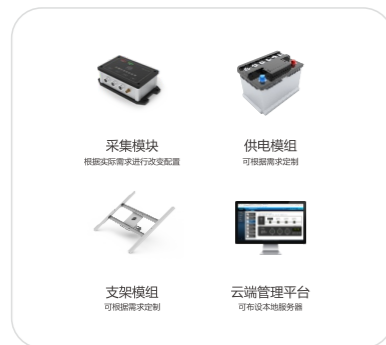 采集模块
根据实际需求进行改变配置
供电模组
可根据需求定制
支架模组
可根据需求定制
云端管理平台
可布设本地服务器